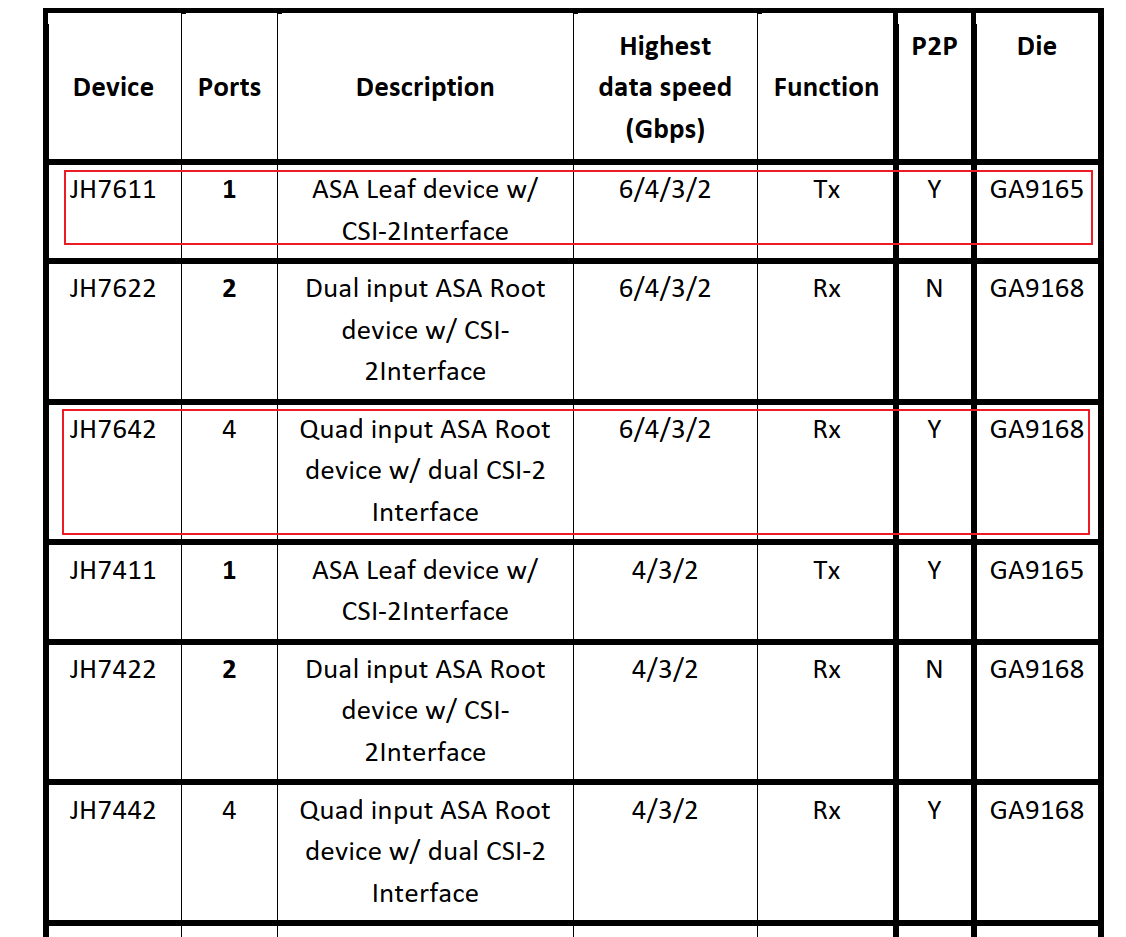 Device Ports Description Highest data speed (Gbps) Function P2P Die
JH7611 1 ASA Leaf device w/ 6/4/3/2 Tx Y GA9165
CSI-2Interface
JH7622 2 Dual input ASA Root 6/4/3/2 Rx N GA9168
device w/ CSI-
2Interface
JH7642 4 Quad input ASA Root 6/4/3/2 Rx Y GA9168
device w/ dual CSI-2
Interface
JH7411 1 ASA Leaf device w/ 4/3/2 Tx Y GA9165
CSI-2Interface
JH7422 2 Dual input ASA Root 4/3/2 Rx N GA9168
device w/ CSI-
2Interface
JH7442 4 Quad input ASA Root 4/3/2 Rx Y GA9168
device w/ dual CSI-2
Interface